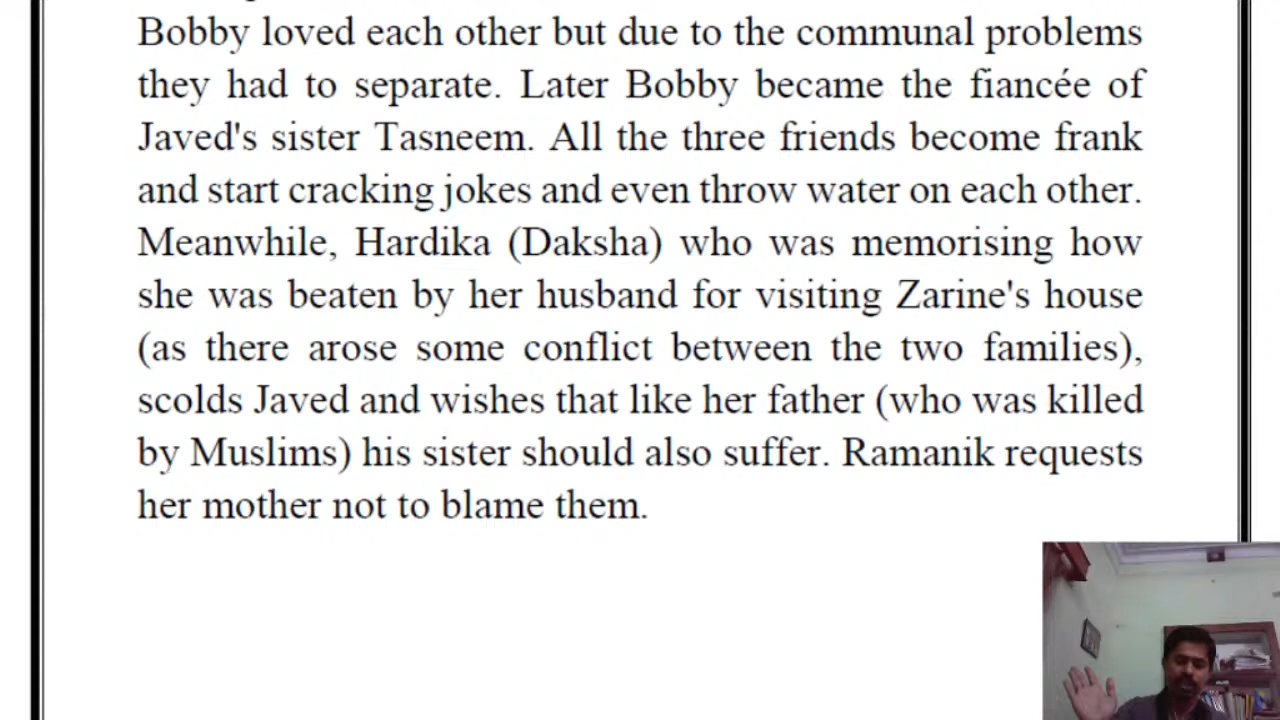 Bobby loved each other but due to the communal problems
they had to separate. Later Bobby became the fiancée of
Javed's sister Tasneem. All the three friends become frank
and start cracking jokes and even throw water on each other.
Meanwhile, Hardika (Daksha) who was memorising how
she was beaten by her husband for visiting Zarine's house
(as there arose some conflict between the two families),
scolds Javed and wishes that like her father (who was killed
by Muslims) his sister should also suffer. Ramanik requests
her mother not to blame them.